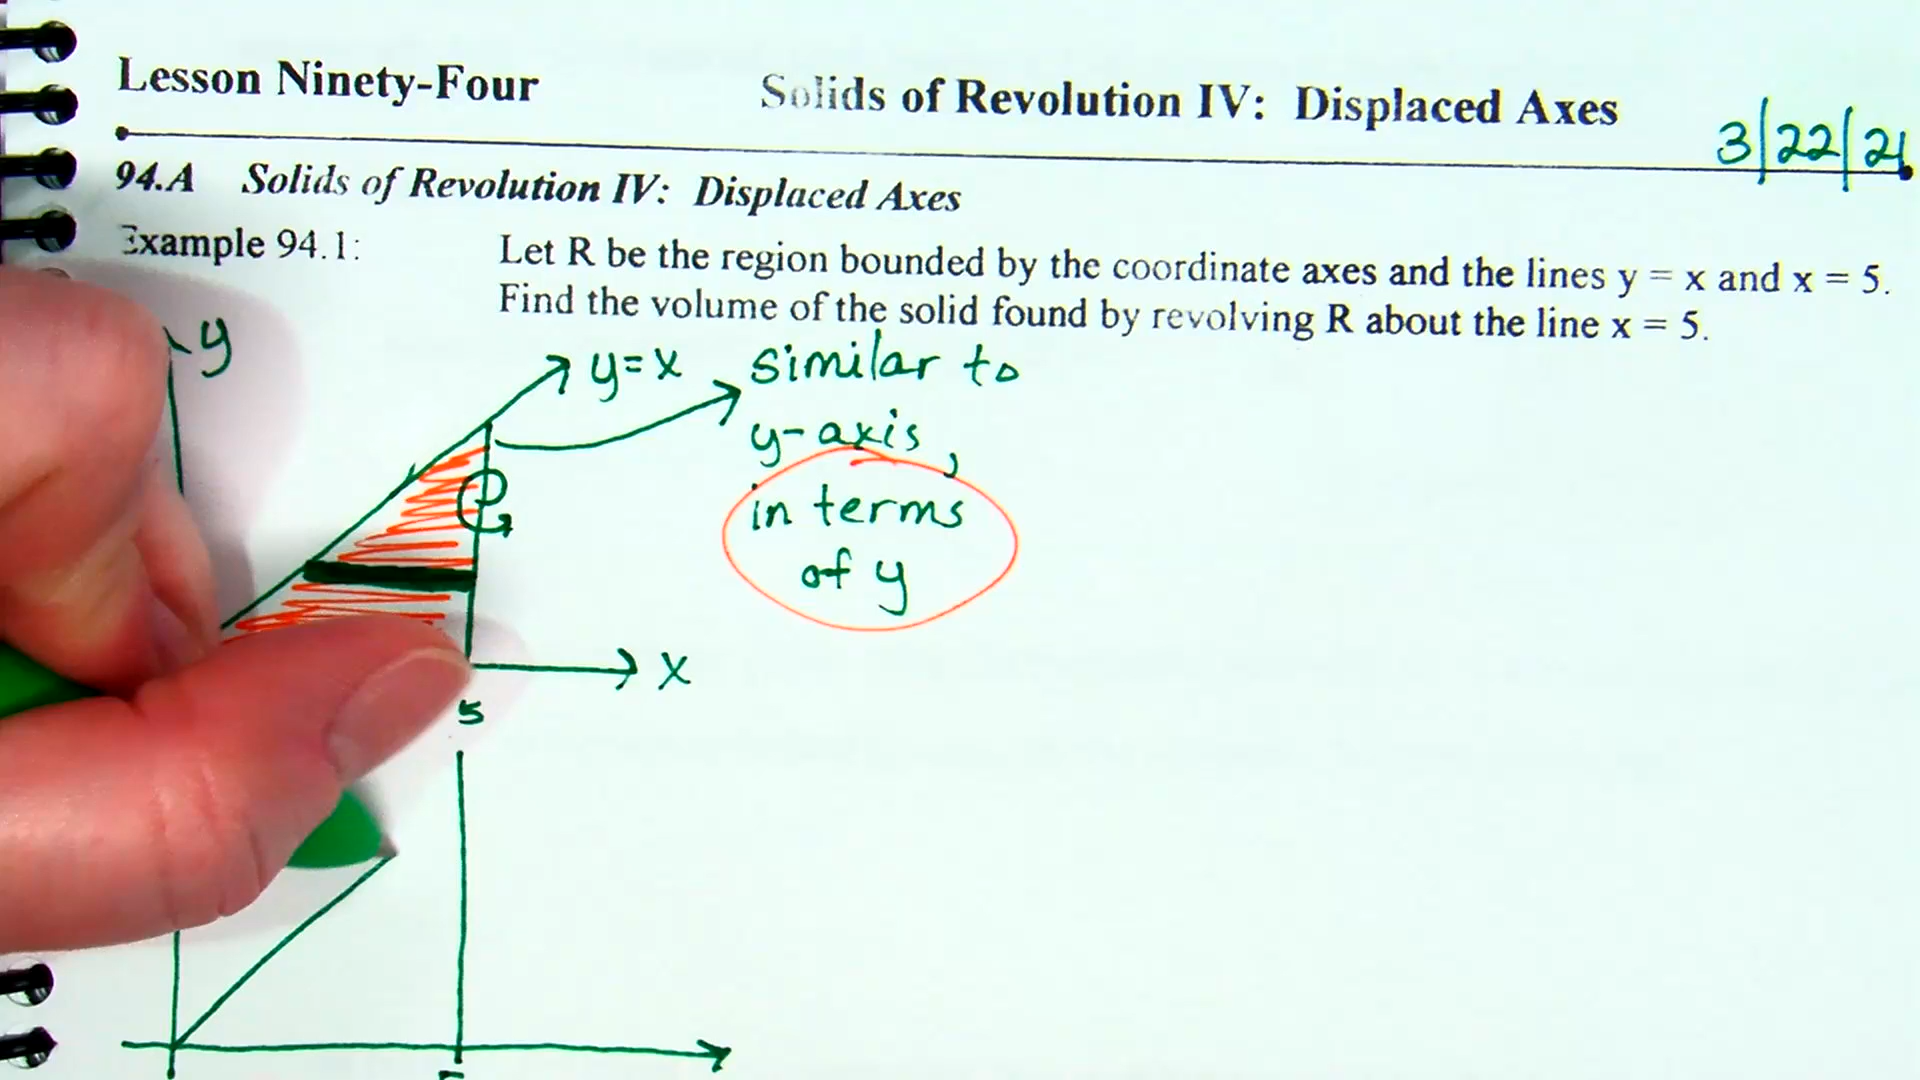 Lesson Ninety-Four
Solids of Revolution IV: Displaced Axes
3/22/21
94.A Solids of Revolution IV: Displaced Axes
Example 94.1:
Let R be the region bounded by the coordinate axes and the lines y = x and x = 5.
Find the volume of the solid found by revolving R about the line x = 5.
y
y=x
similar to
y-axis,
in terms
of y
x
5